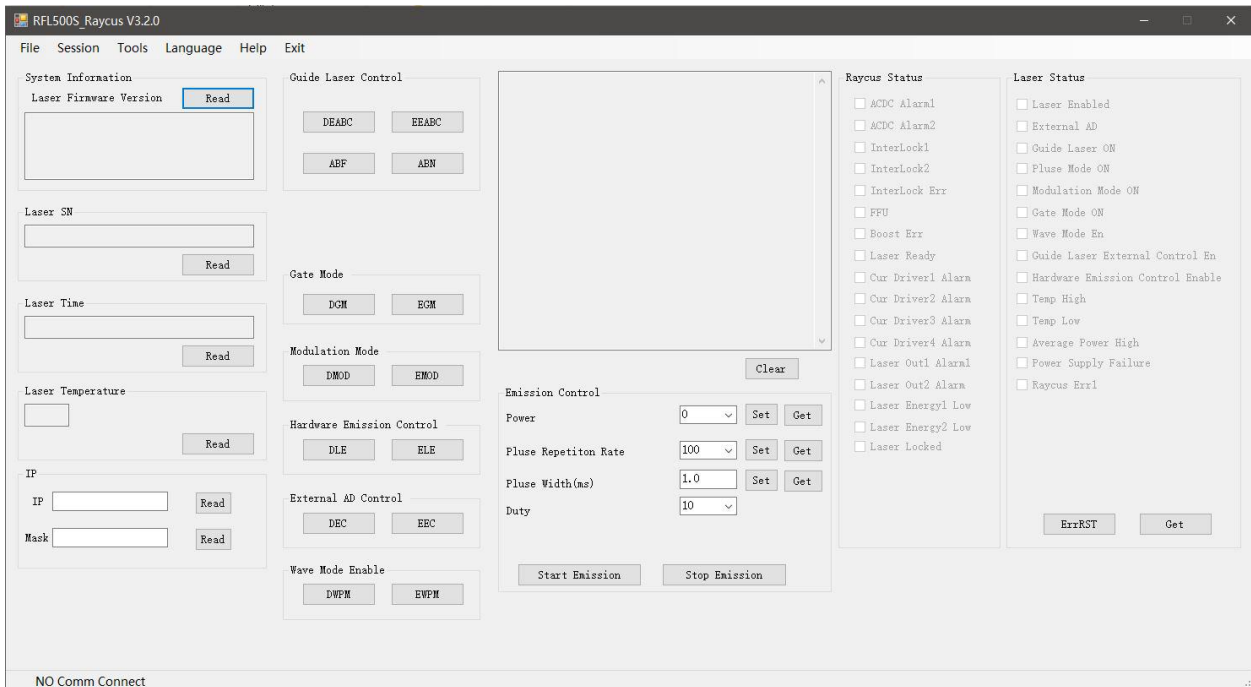 RFL500S_Raycus V3.2.0
File Session Tools Language Help Exit
System Information
Laser Firmware Version Read
Laser SN
Read
Laser Time
Read
Laser Temperature
Read
IP
IP Read
Mask Read
Guide Laser Control
DEABC EEABC
ABF ABN
Gate Mode
DGM EGM
Modulation Mode
DMOD EMOD
Hardware Emission Control
DLE ELE
External AD Control
DEC EEC
Wave Mode Enable
DWPM EWPM
Clear
Emission Control
Power 0 Set Get
Pluse Repetiton Rate 100 Set Get
Pluse Width(ms) 1.0 Set Get
Duty 10
Start Emission Stop Emission
Raycus Status
ACDC Alarm1
ACDC Alarm2
InterLock1
InterLock2
InterLock Err
FFU
Boost Err
Laser Ready
Cur Driver1 Alarm
Cur Driver2 Alarm
Cur Driver3 Alarm
Cur Driver4 Alarm
Laser Out1 Alarm1
Laser Out2 Alarm
Laser Energy1 Low
Laser Energy2 Low
Laser Locked
Laser Status
Laser Enabled
External AD
Guide Laser ON
Pluse Mode ON
Modulation Mode ON
Gate Mode ON
Wave Mode En
Guide Laser External Control En
Hardware Emission Control Enable
Temp High
Temp Low
Average Power High
Power Supply Failure
Raycus Err1
ErrRST Get
NO Comm Connect